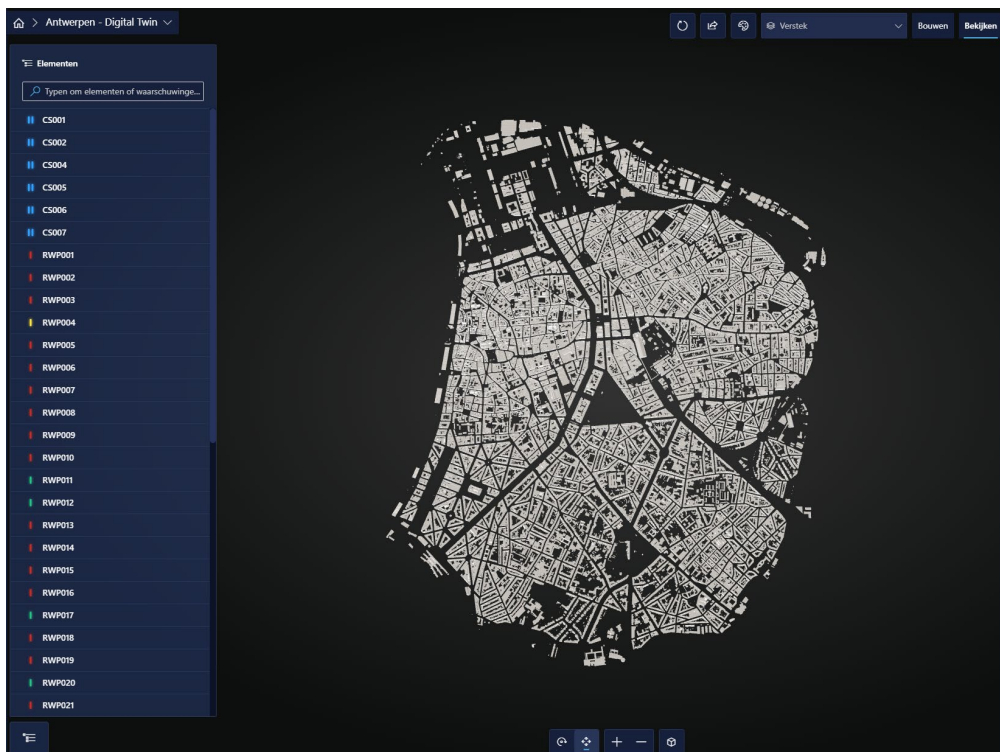 Antwerpen - Digital Twin
Verstek
Bouwen
Bekijken
Elementen
Typen om elementen of waarschuwinge...
CS001
CS002
CS004
CS005
CS006
CS007
RWP001
RWP002
RWP003
RWP004
RWP005
RWP006
RWP007
RWP008
RWP009
RWP010
RWP011
RWP012
RWP013
RWP014
RWP015
RWP016
RWP017
RWP018
RWP019
RWP020
RWP021